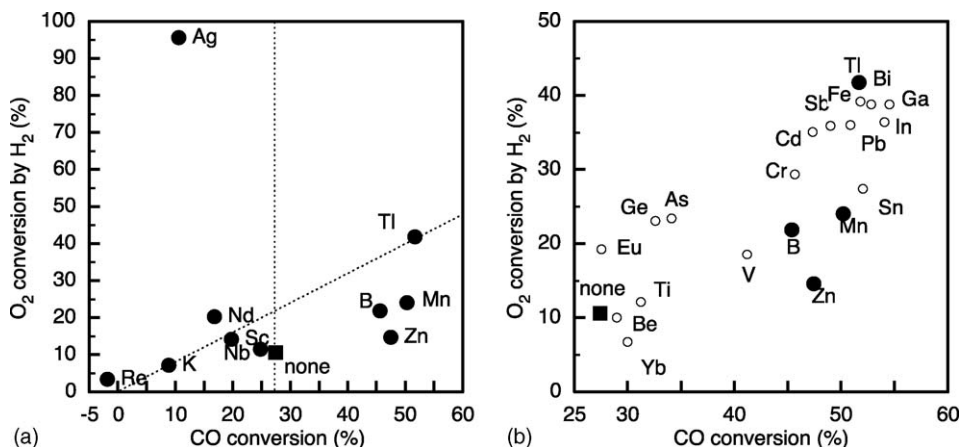 100
90
80
70
60
50
40
30
20
10
0
O2 conversion by H2 (%)
Ag
Tl
B
Mn
Zn
Nd
Sc
Nb
none
K
Re
-5 0 10 20 30 40 50 60
CO conversion (%)
(a)
50
40
30
20
10
0
O2 conversion by H2 (%)
Tl
Bi
Fe
Ga
Sb
In
Cd
Pb
Cr
Sn
As
Ge
Mn
B
Eu
V
Zn
none
Ti
Be
Yb
25 30 40 50 60
CO conversion (%)
(b)